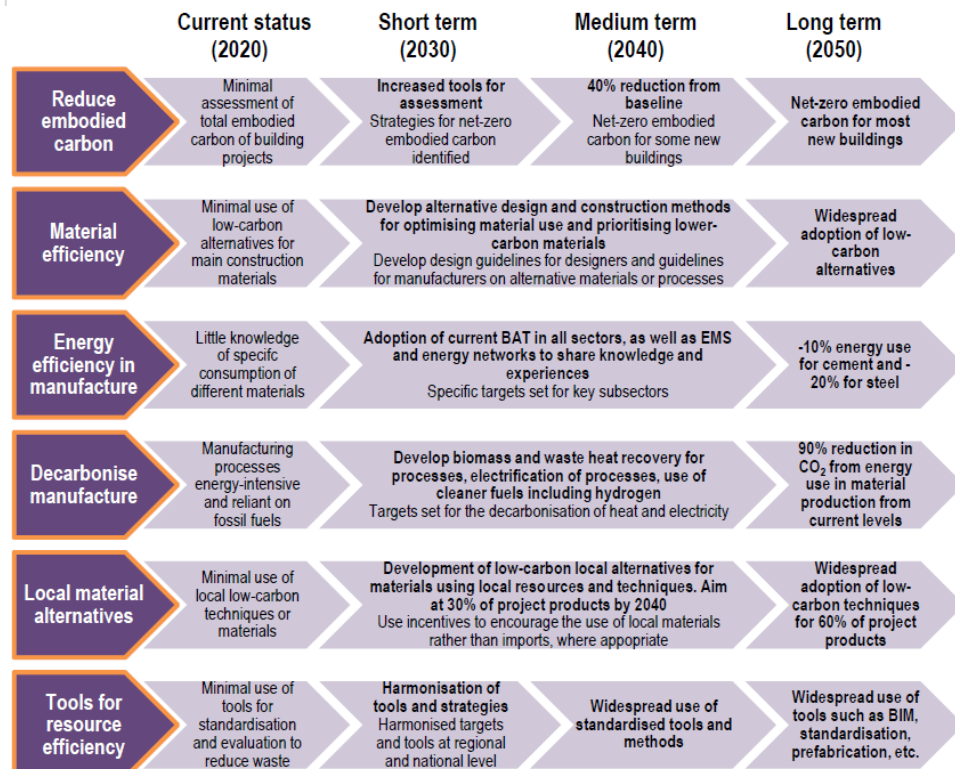 Current status
(2020)
Short term
(2030)
Medium term
(2040)
Long term
(2050)
Reduce
embodied
carbon
Minimal
assessment of
total embodied
carbon of building
projects
Increased tools for
assessment
Strategies for net-zero
embodied carbon
identified
40% reduction from
baseline
Net-zero embodied
carbon for some new
buildings
Net-zero embodied
carbon for most
new buildings
Material
efficiency
Minimal use of
low-carbon
alternatives for
main construction
materials
Develop alternative design and construction methods
for optimising material use and prioritising lower-
carbon materials
Develop design guidelines for designers and guidelines
for manufacturers on alternative materials or processes
Widespread
adoption of low-
carbon
alternatives
Energy
efficiency in
manufacture
Little knowledge
of specifc
consumption of
different materials
Adoption of current BAT in all sectors, as well as EMS
and energy networks to share knowledge and
experiences
Specific targets set for key subsectors
-10% energy use
for cement and -
20% for steel
Decarbonise
manufacture
Manufacturing
processes
energy-intensive
and reliant on
fossil fuels
Develop biomass and waste heat recovery for
processes, electrification of processes, use of
cleaner fuels including hydrogen
Targets set for the decarbonisation of heat and electricity
90% reduction in
CO₂ from energy
use in material
production from
current levels
Local material
alternatives
Minimal use of
local low-carbon
techniques or
materials
Development of low-carbon local alternatives for
materials using local resources and techniques. Aim
at 30% of project products by 2040
Use incentives to encourage the use of local materials
rather than imports, where appopriate
Widespread
adoption of low-
carbon techniques
for 60% of project
products
Tools for
resource
efficiency
Minimal use of
tools for
standardisation
and evaluation to
reduce waste
Harmonisation of
tools and strategies
Harmonised targets
and tools at regional
and national level
Widespread use of
standardised tools and
methods
Widespread use of
tools such as BIM,
standardisation,
prefabrication, etc.